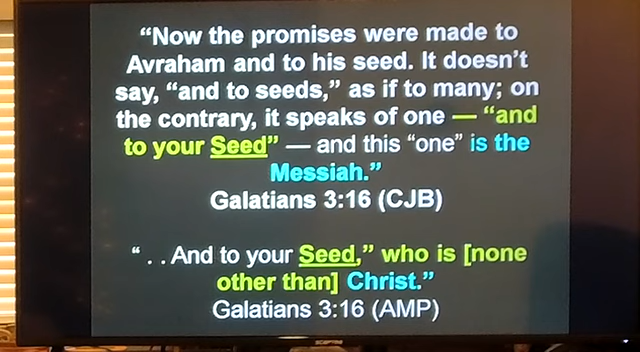 “Now the promises were made to
Avraham and to his seed. It doesn’t
say, “and to seeds,” as if to many; on
the contrary, it speaks of one — “and
to your Seed” — and this “one” is the
Messiah.”
Galatians 3:16 (CJB)
“ . . And to your Seed,” who is [none
other than] Christ.”
Galatians 3:16 (AMP)
SCEPTRE